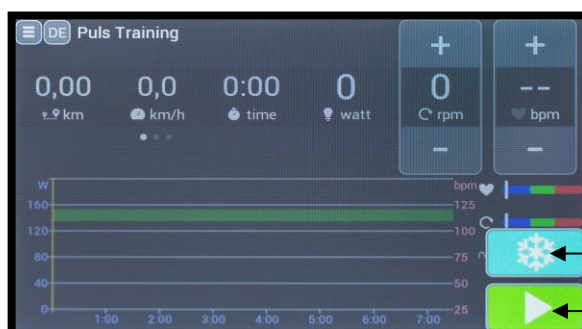 DE Puls Training
+ +
0,00 0,0 0:00 0 0 --
km km/h time watt rpm bpm
- -
W bpm
160 125
120 100
80 75
40 50
0 25
1:00 2:00 3:00 4:00 5:00 6:00 7:00